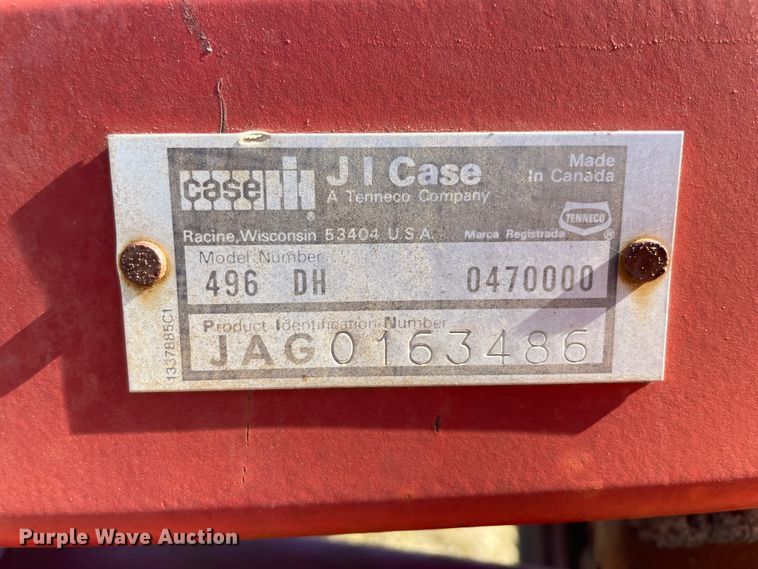 case IH
®
J I Case
A Tenneco Company
Made
In Canada
TENNECO
Racine, Wisconsin 53404 U.S.A.
Marca Registrada ®
Model Number
496 DH 0470000
Product Identification Number
JAG0163486
1337885C1
Purple Wave Auction